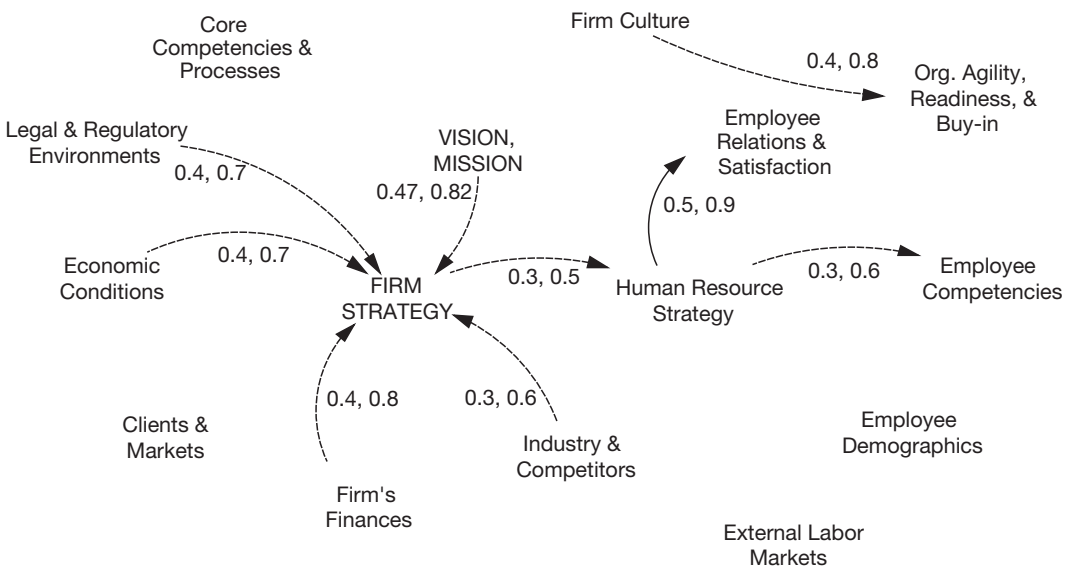 Core
Competencies &
Processes
Firm Culture
0.4, 0.8
Org. Agility,
Readiness, &
Buy-in
Legal & Regulatory
Environments
0.4, 0.7
VISION,
MISSION
0.47, 0.82
Employee
Relations &
Satisfaction
0.5, 0.9
Economic
Conditions
0.4, 0.7
FIRM
STRATEGY
0.3, 0.5
Human Resource
Strategy
0.3, 0.6
Employee
Competencies
0.4, 0.8
0.3, 0.6
Clients &
Markets
Firm's
Finances
Industry &
Competitors
Employee
Demographics
External Labor
Markets